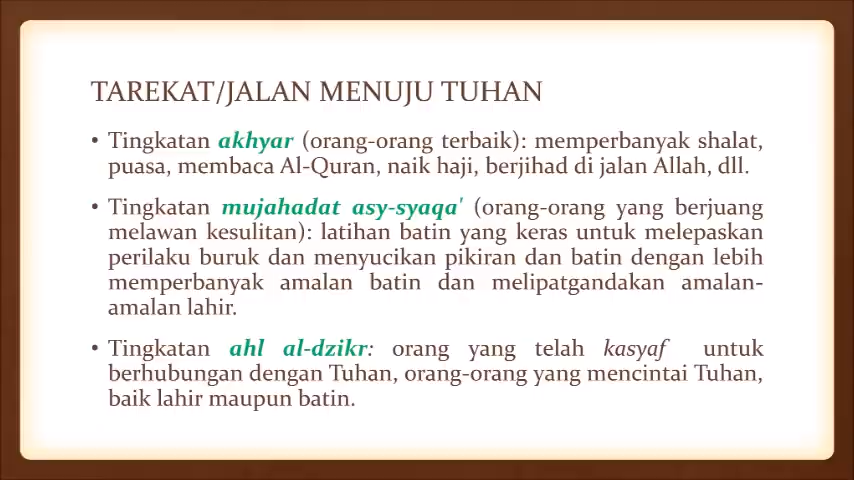 TAREKAT/JALAN MENUJU TUHAN
• Tingkatan akhyar (orang-orang terbaik): memperbanyak shalat,
puasa, membaca Al-Quran, naik haji, berjihad di jalan Allah, dll.
• Tingkatan mujahadat asy-syaqa' (orang-orang yang berjuang
melawan kesulitan): latihan batin yang keras untuk melepaskan
perilaku buruk dan menyucikan pikiran dan batin dengan lebih
memperbanyak amalan batin dan melipatgandakan amalan-
amalan lahir.
• Tingkatan ahl al-dzikr: orang yang telah kasyaf untuk
berhubungan dengan Tuhan, orang-orang yang mencintai Tuhan,
baik lahir maupun batin.